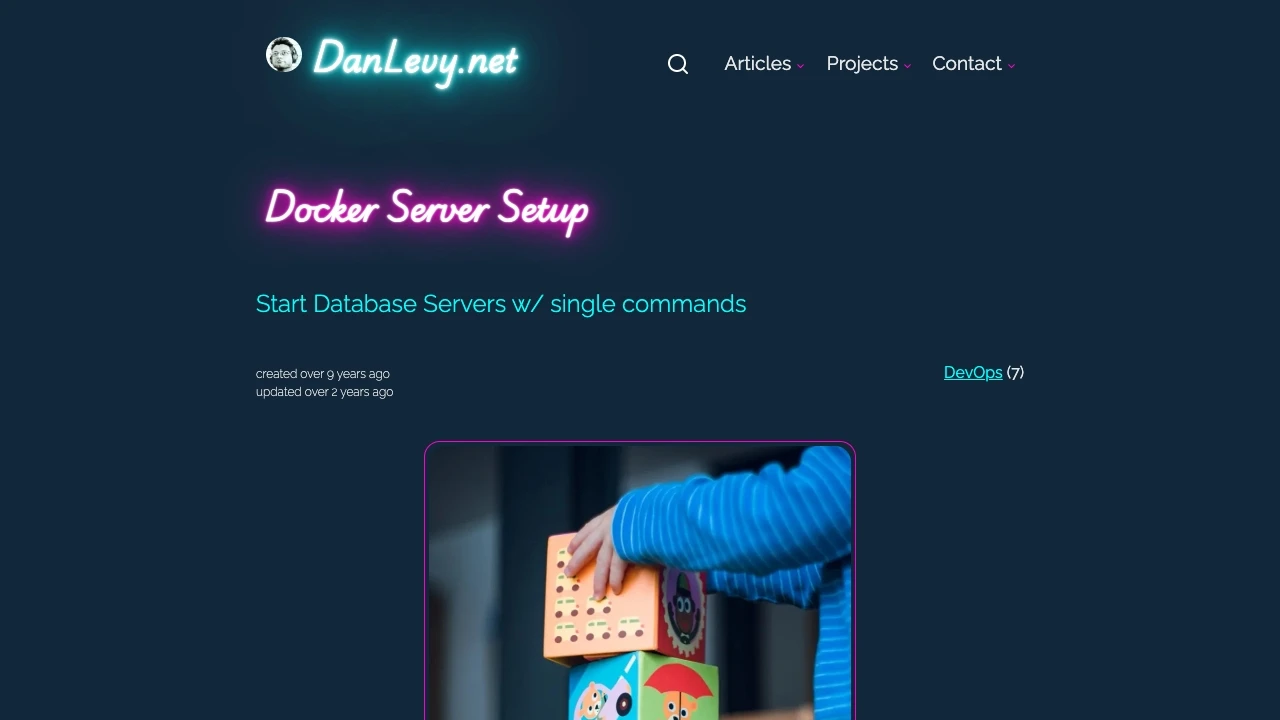 DanLevy.net
Articles
Projects
Contact
Docker Server Setup
Start Database Servers w/ single commands
created over 9 years ago
updated over 2 years ago
DevOps (7)